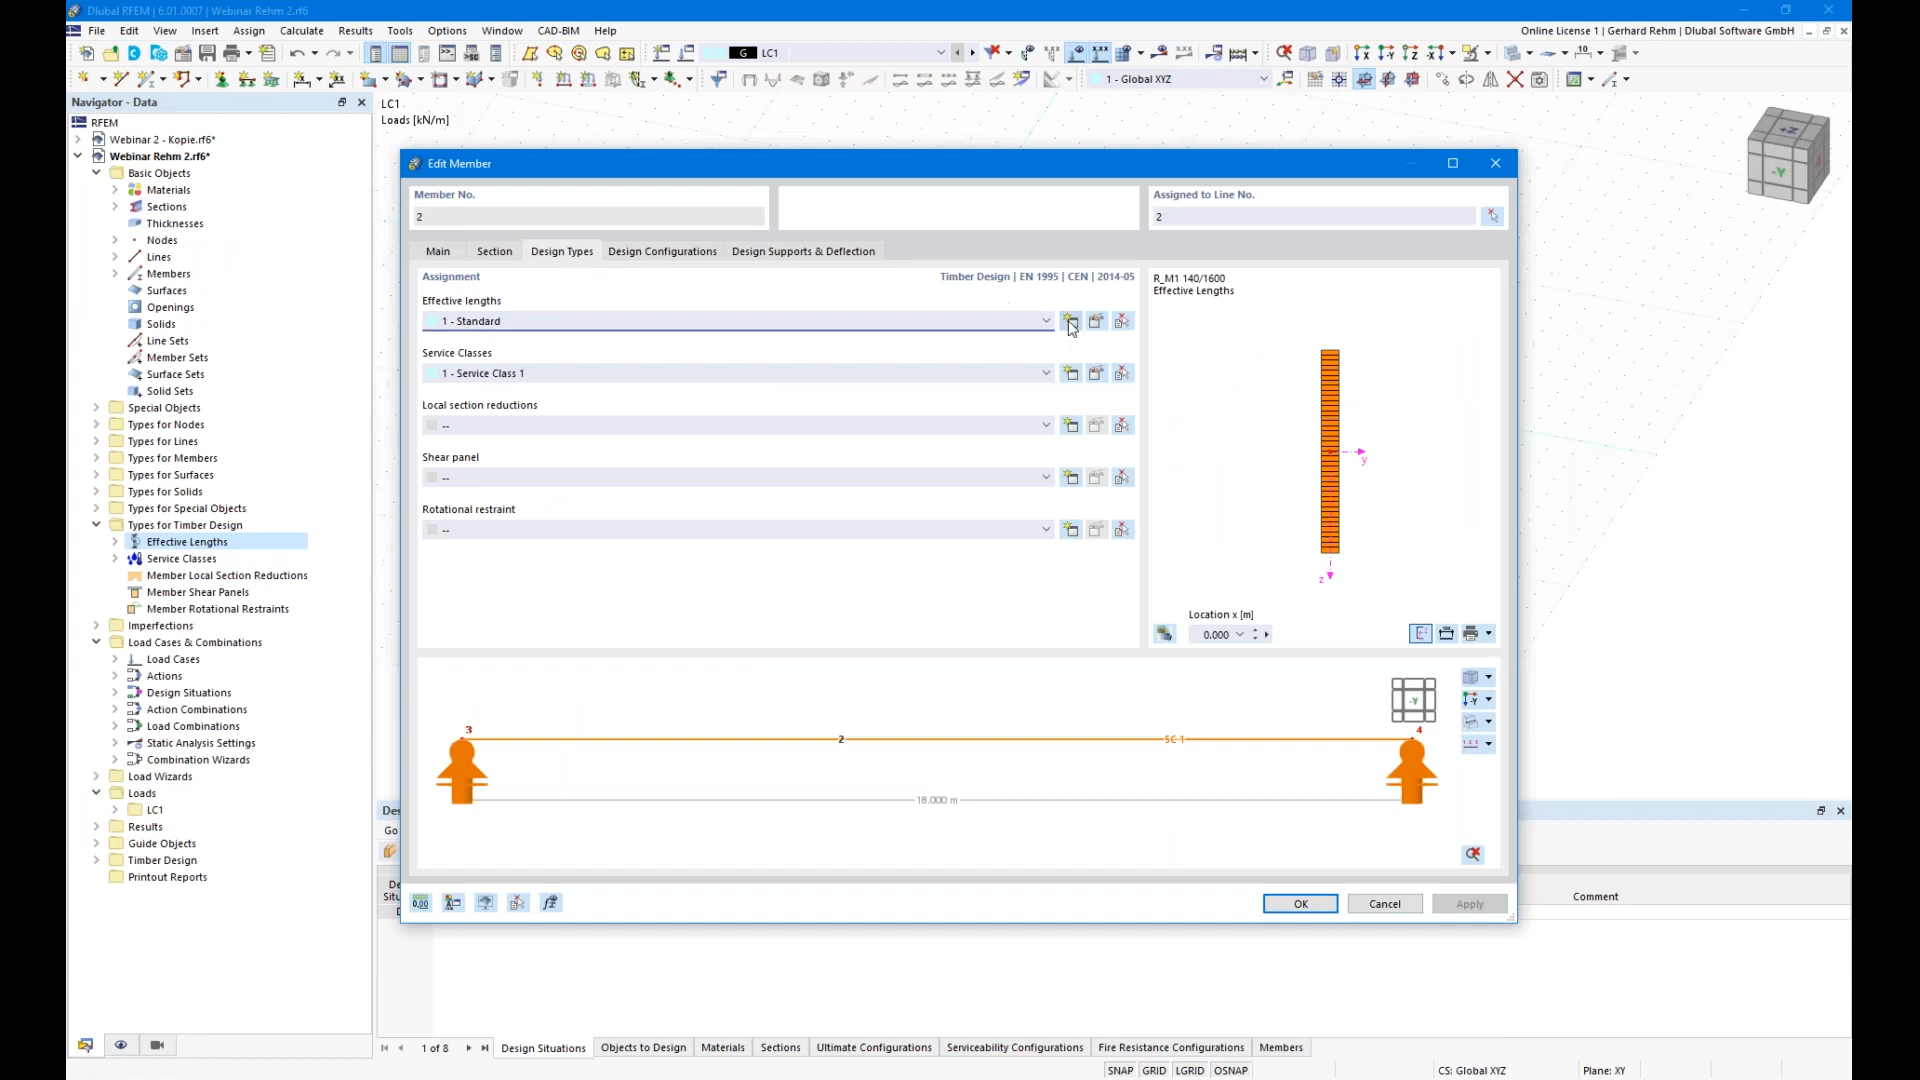 Dlubal RFEM | 6.01.0007 | Webinar Rehm 2.rf6*
File Edit View Insert Assign Calculate Results Tools Options Window CAD-BIM Help
Online License 1 | Gerhard Rehm | Dlubal Software GmbH
G LC1
1 - Global XYZ
Navigator - Data
RFEM
Webinar 2 - Kopie.rf6*
Webinar Rehm 2.rf6*
Basic Objects
Materials
Sections
Thicknesses
Nodes
Lines
Members
Surfaces
Openings
Solids
Line Sets
Member Sets
Surface Sets
Solid Sets
Special Objects
Types for Nodes
Types for Lines
Types for Members
Types for Surfaces
Types for Solids
Types for Special Objects
Types for Timber Design
Effective Lengths
Service Classes
Member Local Section Reductions
Member Shear Panels
Member Rotational Restraints
Imperfections
Load Cases & Combinations
Load Cases
Actions
Design Situations
Action Combinations
Load Combinations
Static Analysis Settings
Combination Wizards
Load Wizards
Loads
LC1
Results
Guide Objects
Timber Design
Printout Reports
LC1
Loads [kN/m]
+Z
-Y
Edit Member
Member No.
2
Assigned to Line No.
2
Main Section Design Types Design Configurations Design Supports & Deflection
Assignment
Timber Design | EN 1995 | CEN | 2014-05
Effective lengths
1 - Standard
Service Classes
1 - Service Class 1
Local section reductions
--
Shear panel
--
Rotational restraint
--
R_M1 140/1600
Effective Lengths
y
z
Location x [m]
0.000
-Y
3
2
SC 1
4
18.000 m
OK Cancel Apply
Des
Go
De
Situ
D
Comment
1 of 8
Design Situations Objects to Design Materials Sections Ultimate Configurations Serviceability Configurations Fire Resistance Configurations Members
SNAP GRID LGRID OSNAP
CS: Global XYZ
Plane: XY